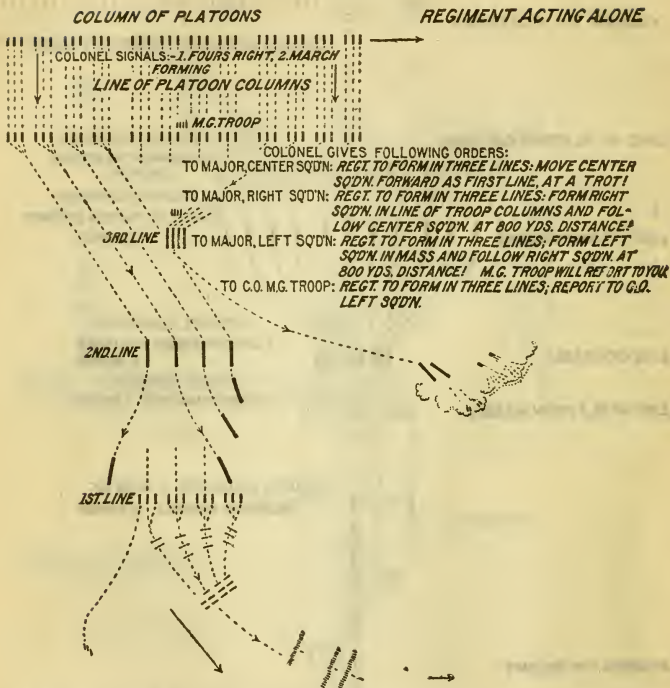 COLUMN OF PLATOONS
REGIMENT ACTING ALONE
COLONEL SIGNALS:-1. FOURS RIGHT, 2. MARCH
FORMING
LINE OF PLATOON COLUMNS
M.G. TROOP
COLONEL GIVES FOLLOWING ORDERS:
TO MAJOR, CENTER SQ'D'N: REGT. TO FORM IN THREE LINES: MOVE CENTER
SQ'D'N. FORWARD AS FIRST LINE, AT A TROT!
TO MAJOR, RIGHT SQ'D'N: REGT. TO FORM IN THREE LINES: FORM RIGHT
SQ'D'N. IN LINE OF TROOP COLUMNS AND FOL-
LOW CENTER SQ'D'N. AT 800 YDS. DISTANCE!
3RD. LINE
TO MAJOR, LEFT SQ'D'N: REGT. TO FORM IN THREE LINES; FORM LEFT
SQ'D'N. IN MASS AND FOLLOW RIGHT SQ'D'N. AT
800 YDS. DISTANCE! M.G. TROOP WILL REPORT TO YOU.
TO C.O. M.G. TROOP: REGT. TO FORM IN THREE LINES; REPORT TO C.O.
LEFT SQ'D'N.
2ND. LINE
1ST. LINE